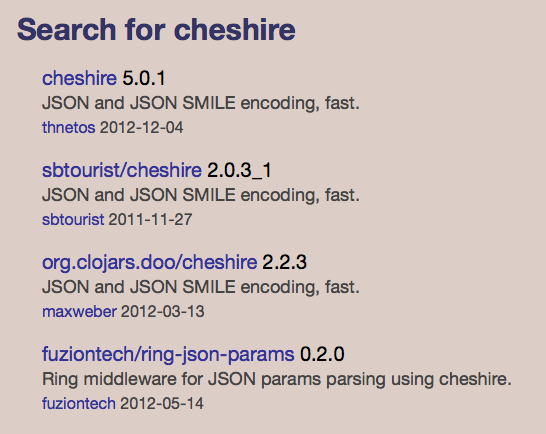 Search for cheshire
cheshire 5.0.1
JSON and JSON SMILE encoding, fast.
thnetos 2012-12-04
sbtourist/cheshire 2.0.3_1
JSON and JSON SMILE encoding, fast.
sbtourist 2011-11-27
org.clojars.doo/cheshire 2.2.3
JSON and JSON SMILE encoding, fast.
maxweber 2012-03-13
fuziontech/ring-json-params 0.2.0
Ring middleware for JSON params parsing using cheshire.
fuziontech 2012-05-14